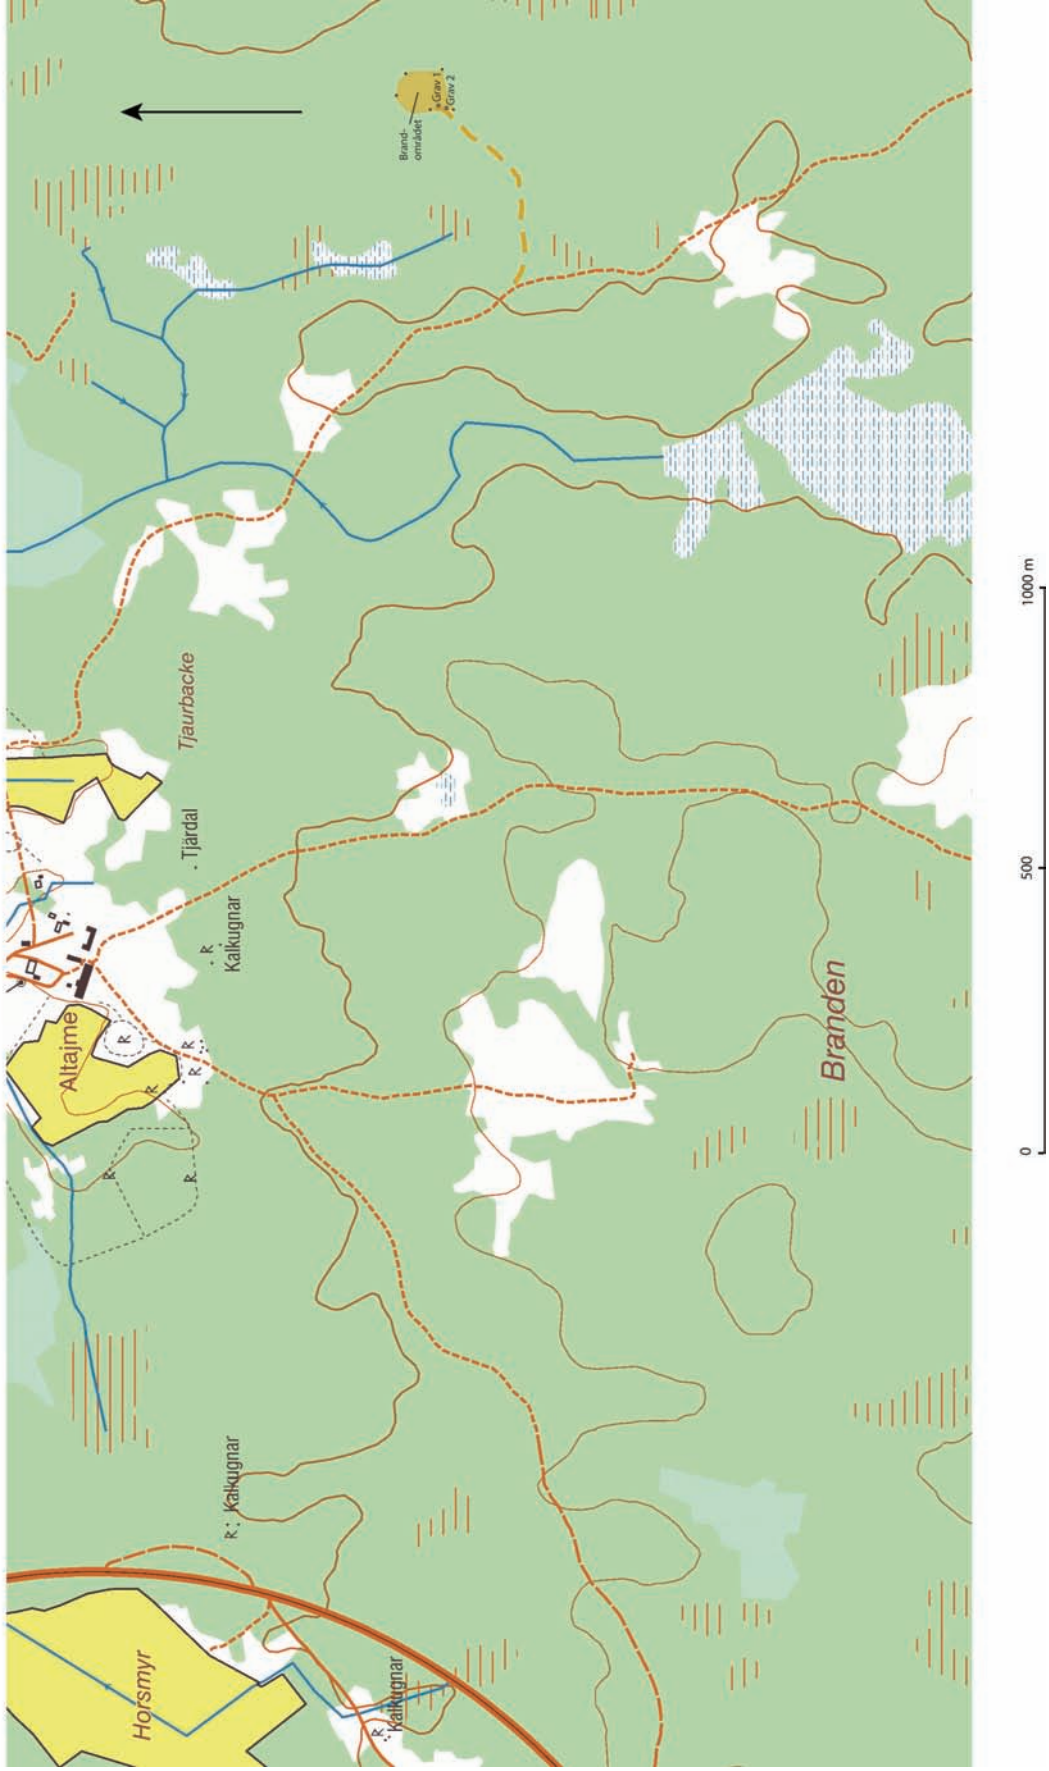 Brand-
området
Grav 1
Grav 2
Tjaurbacke
Tjärdal
R
Kalkugnar
Altajme
R
R
R
R
R
R
Branden
R
Kalkugnar
Horsmyr
R
Kalkugnar
0
500
1000 m